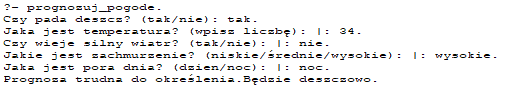 ?- prognozuj_pogode.
Czy pada deszcz? (tak/nie): tak.
Jaka jest temperatura? (wpisz liczbę): |: 34.
Czy wieje silny wiatr? (tak/nie): |: nie.
Jakie jest zachmurzenie? (niskie/średnie/wysokie): |: wysokie.
Jaka jest pora dnia? (dzien/noc): |: noc.
Prognoza trudna do określenia.Będzie deszczowo.